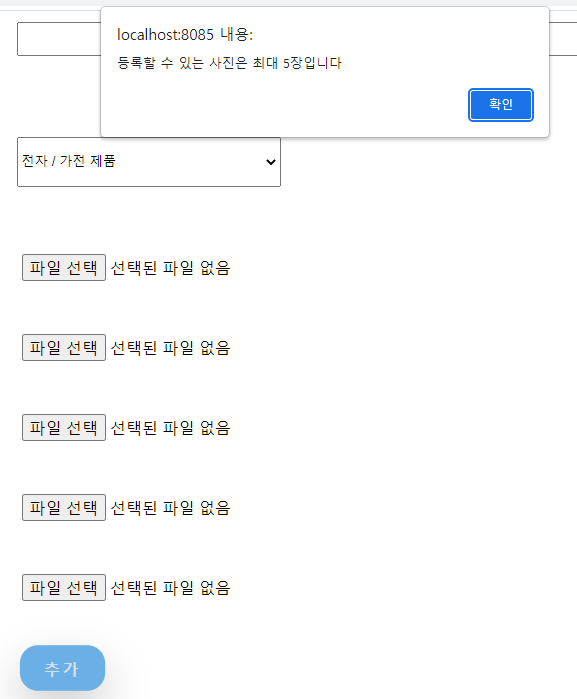 localhost:8085 내용:
등록할 수 있는 사진은 최대 5장입니다
확인
전자 / 가전 제품
파일 선택 선택된 파일 없음
파일 선택 선택된 파일 없음
파일 선택 선택된 파일 없음
파일 선택 선택된 파일 없음
파일 선택 선택된 파일 없음
추가